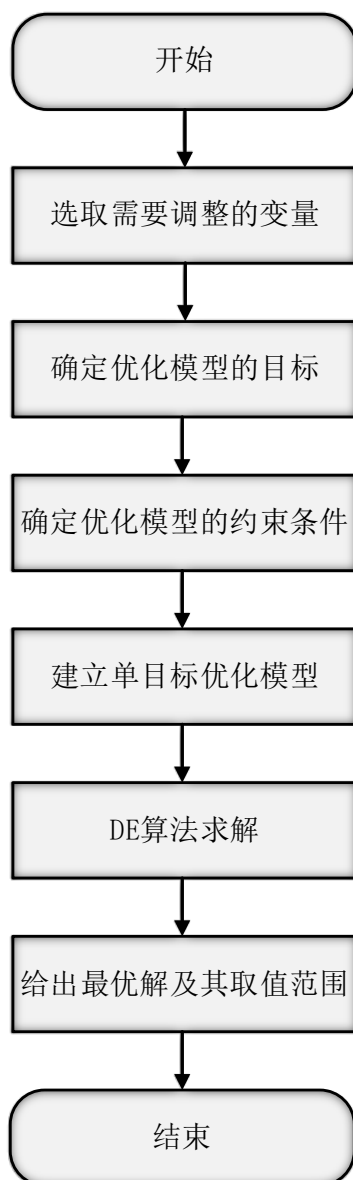 开始
选取需要调整的变量
确定优化模型的目标
确定优化模型的约束条件
建立单目标优化模型
DE算法求解
给出最优解及其取值范围
结束